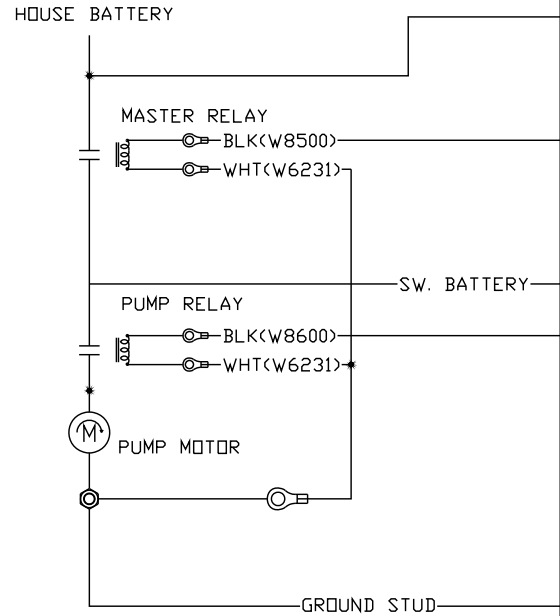 HOUSE BATTERY
MASTER RELAY
BLK(W8500)
WHT(W6231)
SW. BATTERY
PUMP RELAY
BLK(W8600)
WHT(W6231)
M
PUMP MOTOR
GROUND STUD